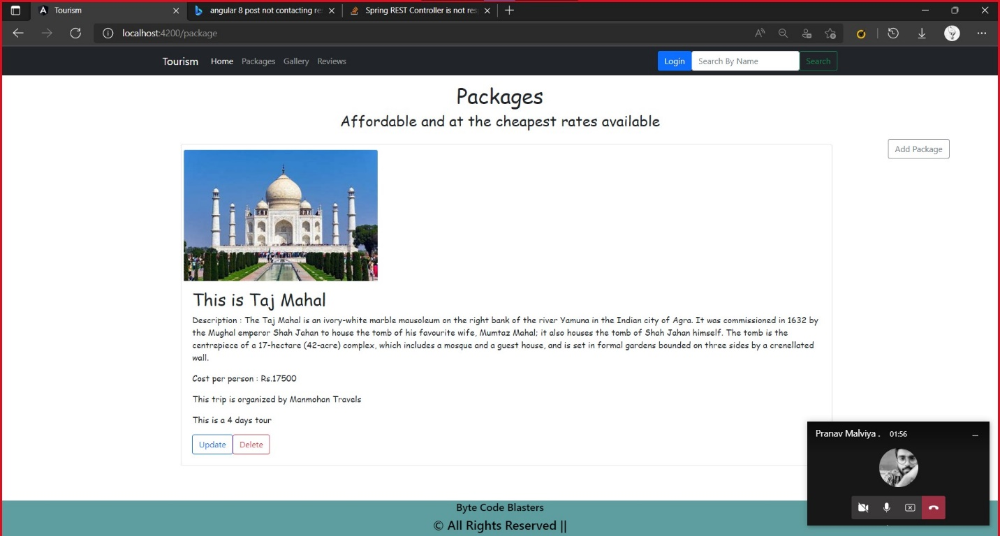 Tourism
angular 8 post not contacting re
Spring REST Controller is not res
localhost:4200/package
Tourism Home Packages Gallery Reviews Login Search By Name Search
Packages
Affordable and at the cheapest rates available
Add Package
This is Taj Mahal
Description : The Taj Mahal is an ivory-white marble mausoleum on the right bank of the river Yamuna in the Indian city of Agra. It was commissioned in 1632 by
the Mughal emperor Shah Jahan to house the tomb of his favourite wife, Mumtaz Mahal; it also houses the tomb of Shah Jahan himself. The tomb is the
centrepiece of a 17-hectare (42-acre) complex, which includes a mosque and a guest house, and is set in formal gardens bounded on three sides by a crenellated
wall.
Cost per person : Rs.17500
This trip is organized by Manmohan Travels
This is a 4 days tour
Update Delete
Pranav Malviya . 01:56
Byte Code Blasters
© All Rights Reserved ||